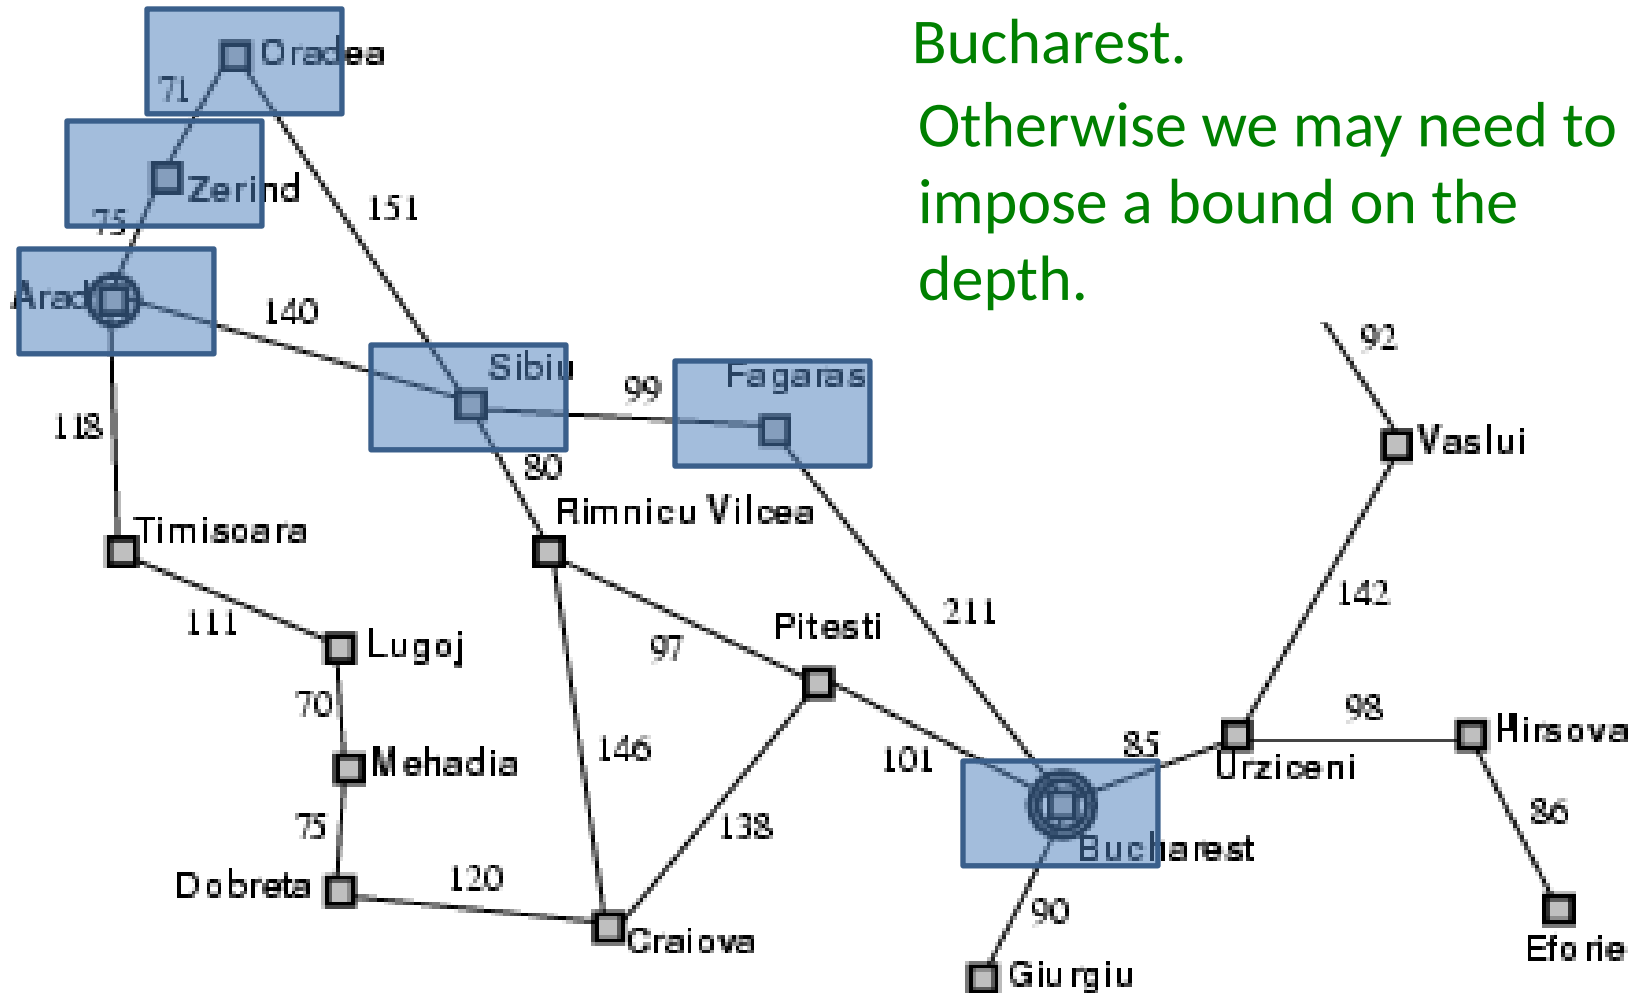 Bucharest.
Otherwise we may need to
impose a bound on the
depth.
Oradea
71
Zerind
151
75
Arad
140
92
Sibiu
Fagaras
99
118
Vaslui
80
Rimnicu Vilcea
Timisoara
142
211
111
Pitesti
Lugoj
97
70
98
Hirsova
146
85
101
Mehadia
Urziceni
86
75
138
Bucharest
Dobreta
120
90
Craiova
Eforie
Giurgiu